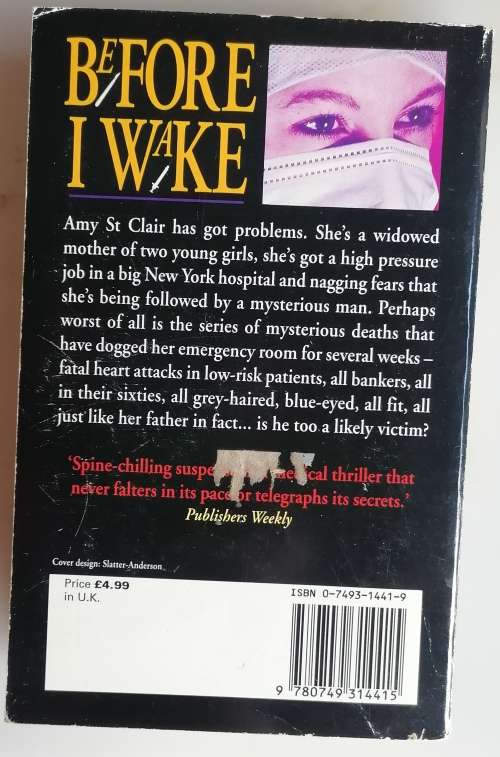 BEFORE
I WAKE
Amy St Clair has got problems. She's a widowed
mother of two young girls, she's got a high pressure
job in a big New York hospital and nagging fears that
she's being followed by a mysterious man. Perhaps
worst of all is the series of mysterious deaths that
have dogged her emergency room for several weeks –
fatal heart attacks in low-risk patients, all bankers, all
in their sixties, all grey-haired, blue-eyed, all fit, all
just like her father in fact... is he too a likely victim?
'Spine-chilling thriller that
never falters in its pace or telegraphs its secrets.'
Publishers Weekly
Cover design: Slatter-Anderson
Price £4.99
in U.K.
ISBN 0-7493-1441-9
9 780749 314415